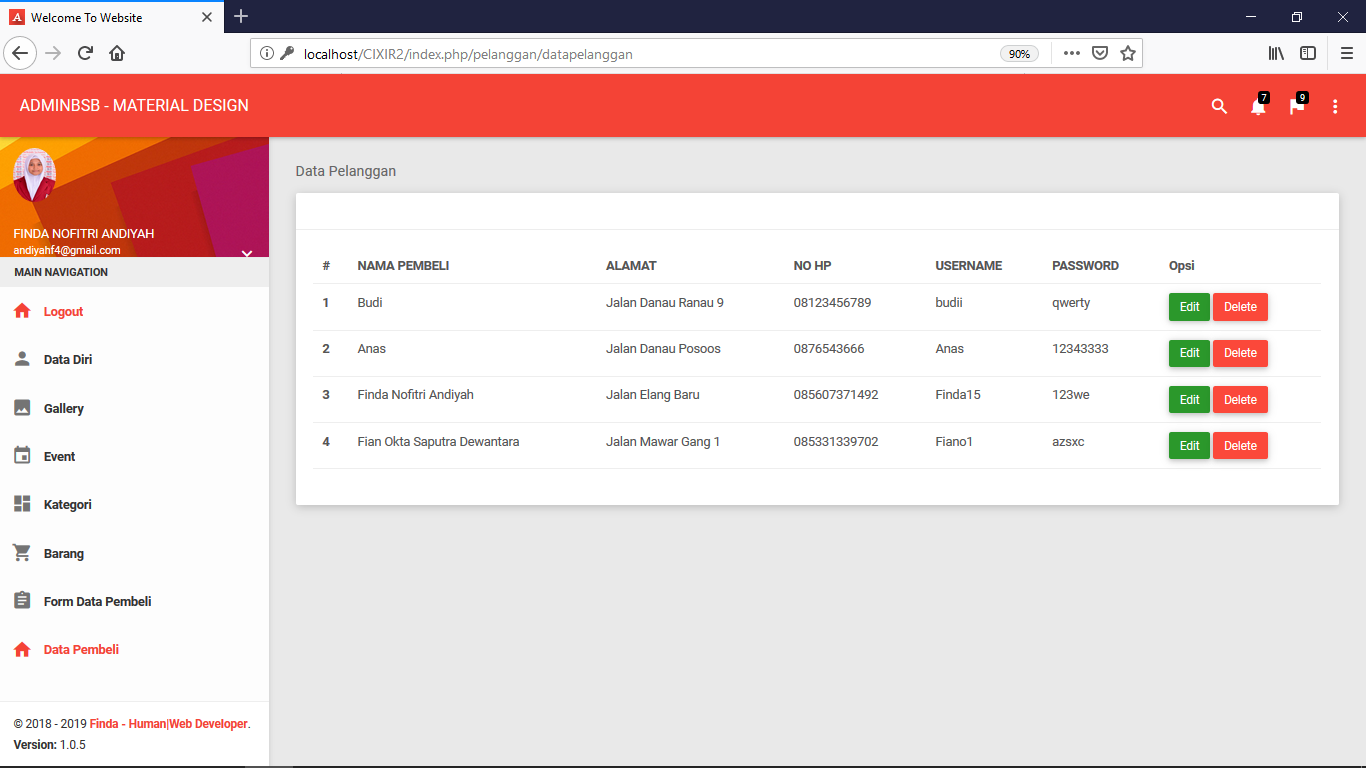 Welcome To Website
localhost/CIXIR2/index.php/pelanggan/datapelanggan
90%
ADMINBSB - MATERIAL DESIGN
7
9
FINDA NOFITRI ANDIYAH
andiyahf4@gmail.com
MAIN NAVIGATION
Logout
Data Diri
Gallery
Event
Kategori
Barang
Form Data Pembeli
Data Pembeli
© 2018 - 2019 Finda - Human|Web Developer.
Version: 1.0.5
Data Pelanggan
# NAMA PEMBELI ALAMAT NO HP USERNAME PASSWORD Opsi
1 Budi Jalan Danau Ranau 9 08123456789 budii qwerty Edit Delete
2 Anas Jalan Danau Posoos 0876543666 Anas 12343333 Edit Delete
3 Finda Nofitri Andiyah Jalan Elang Baru 085607371492 Finda15 123we Edit Delete
4 Fian Okta Saputra Dewantara Jalan Mawar Gang 1 085331339702 Fiano1 azsxc Edit Delete